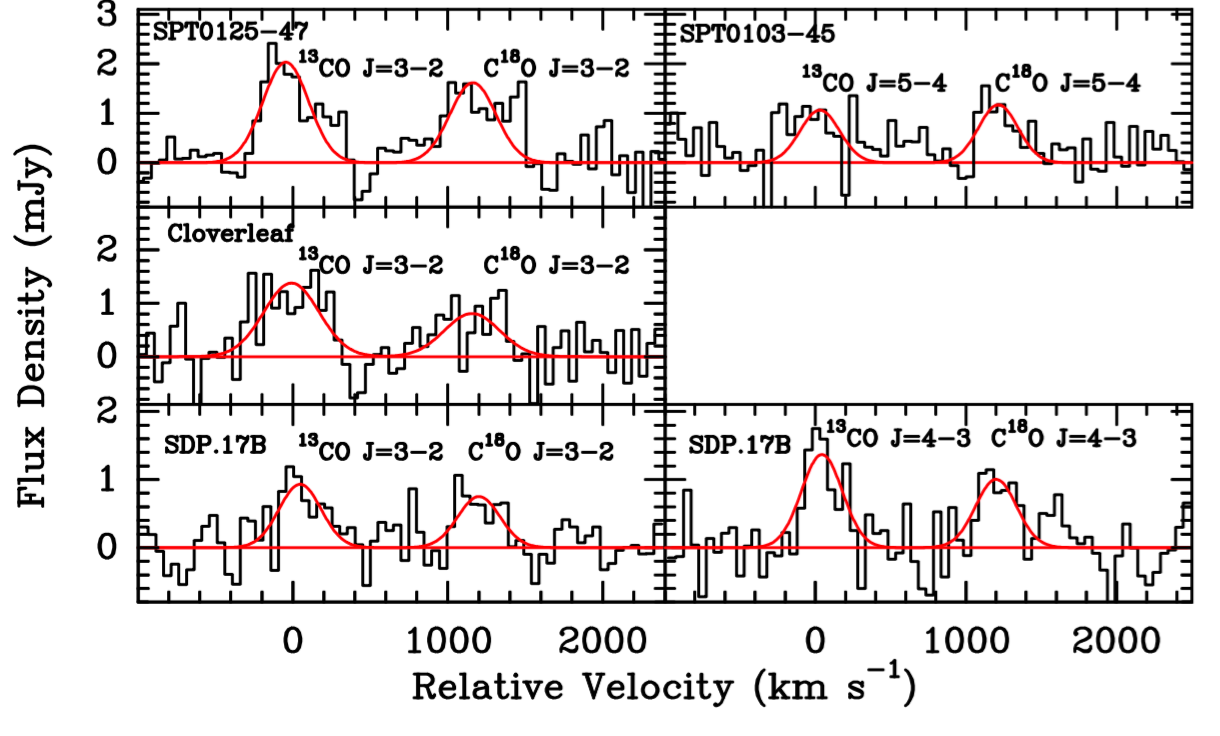 SPT0125-47
¹³CO J=3-2 C¹⁸O J=3-2
3
2
1
0
SPT0103-45
¹³CO J=5-4 C¹⁸O J=5-4
Cloverleaf
¹³CO J=3-2 C¹⁸O J=3-2
2
1
0
SDP.17B
¹³CO J=3-2 C¹⁸O J=3-2
2
1
0
SDP.17B
¹³CO J=4-3 C¹⁸O J=4-3
0 1000 2000
0 1000 2000
Relative Velocity (km s⁻¹)
Flux Density (mJy)